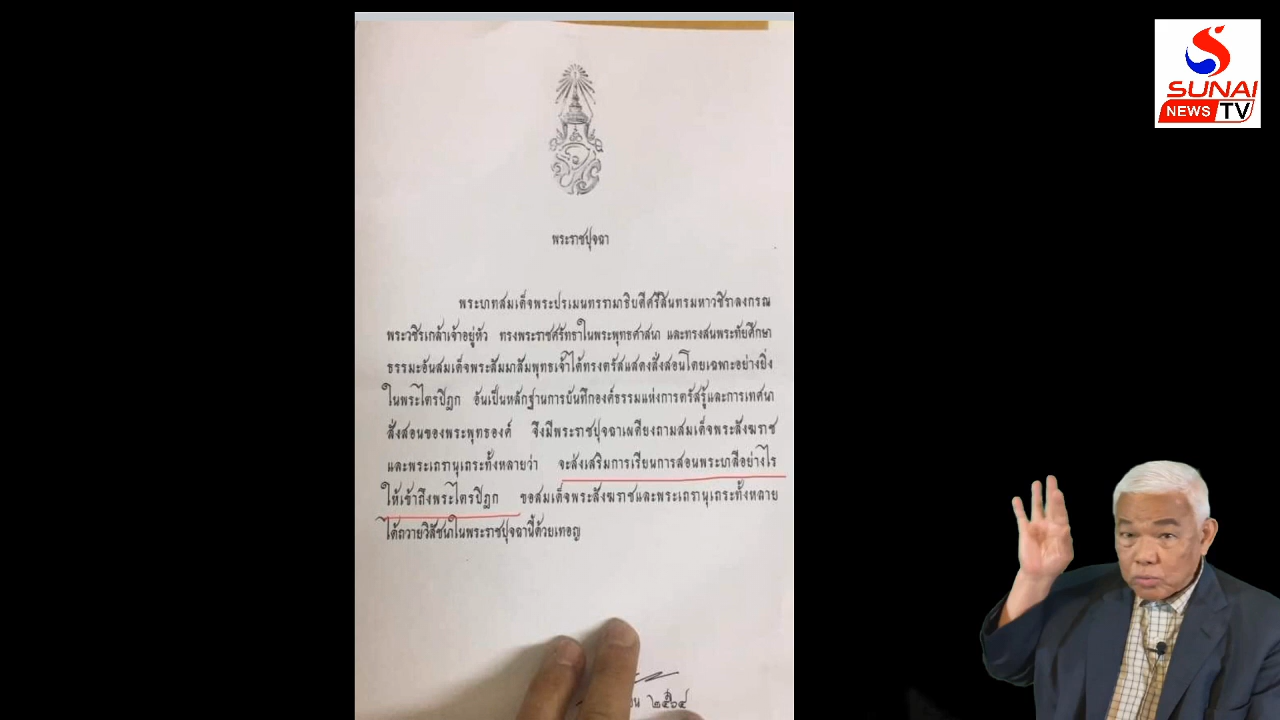 SUNAI
NEWS TV
พระราชปุจฉา
พระบาทสมเด็จพระปรเมนทรรามาธิบดีศรีสินทรมหาวชิราลงกรณ
พระวชิรเกล้าเจ้าอยู่หัว ทรงพระราชศรัทธาในพระพุทธศาสนา และทรงสนพระทัยศึกษา
ธรรมะอันสมเด็จพระสัมมาสัมพุทธเจ้าได้ทรงตรัสแสดงสั่งสอนโดยเฉพาะอย่างยิ่ง
ในพระไตรปิฎก อันเป็นหลักฐานการบันทึกองค์ธรรมแห่งการตรัสรู้และการเทศนา
สั่งสอนของพระพุทธองค์ จึงมีพระราชปุจฉาเผดียงถามสมเด็จพระสังฆราช
และพระเถรานุเถระทั้งหลายว่า จะส่งเสริมการเรียนการสอนพระบาลีอย่างไร
ให้เข้าถึงพระไตรปิฎก ขอสมเด็จพระสังฆราชและพระเถรานุเถระทั้งหลาย
ได้ถวายวิสัชนาในพระราชปุจฉานี้ด้วยเทอญ
๒๕๖๔